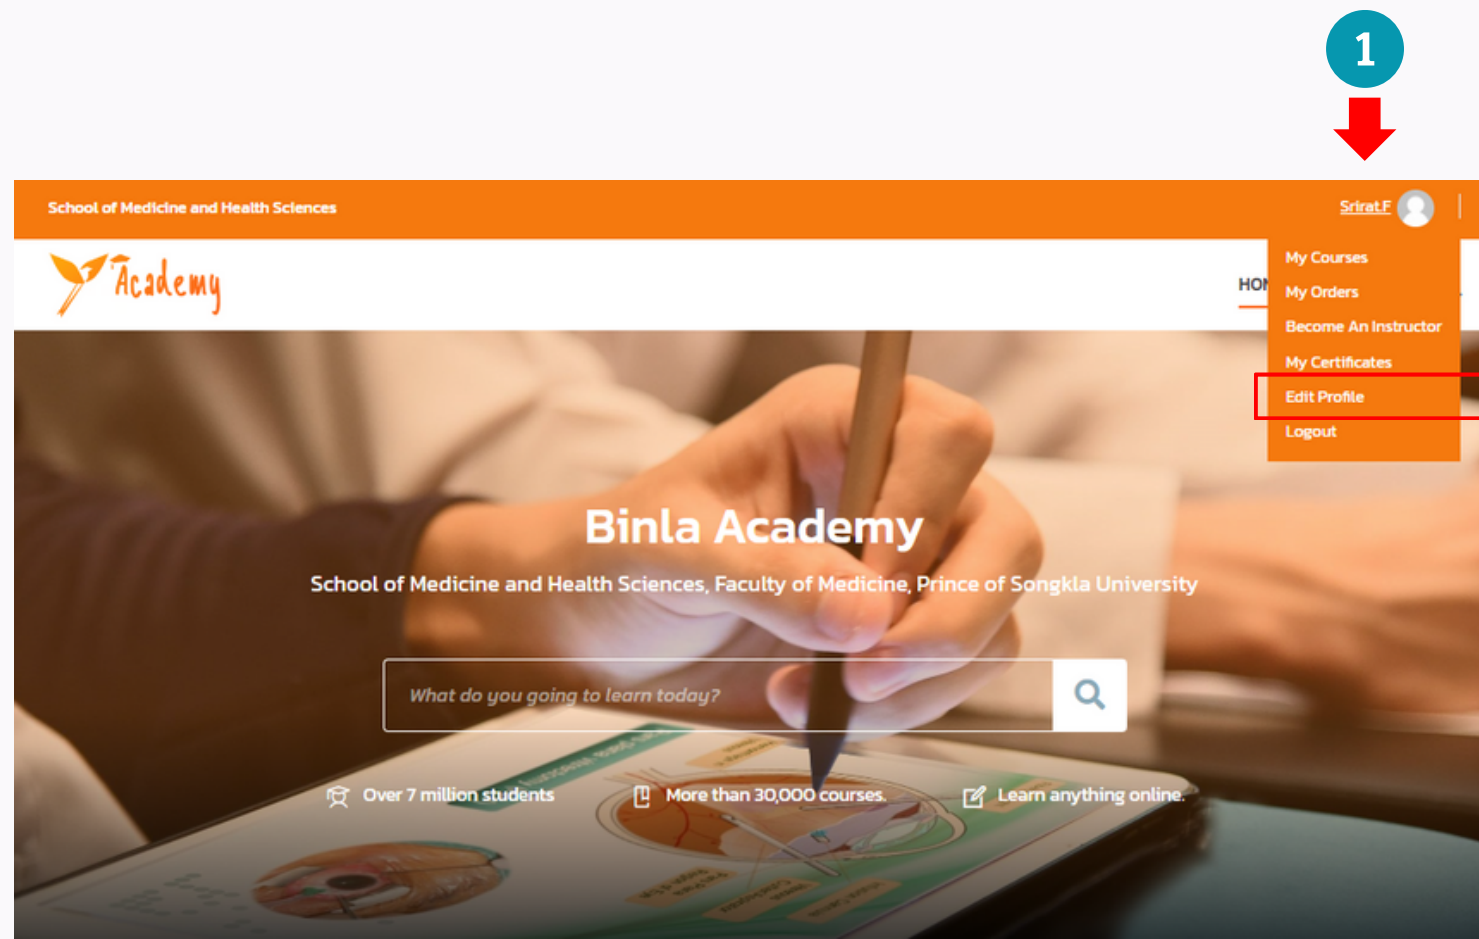 1
School of Medicine and Health Sciences
Srirat.F
Academy
HOM
My Courses
My Orders
Become An Instructor
My Certificates
Edit Profile
Logout
Binla Academy
School of Medicine and Health Sciences, Faculty of Medicine, Prince of Songkla University
What do you going to learn today?
Over 7 million students
More than 30,000 courses.
Learn anything online.